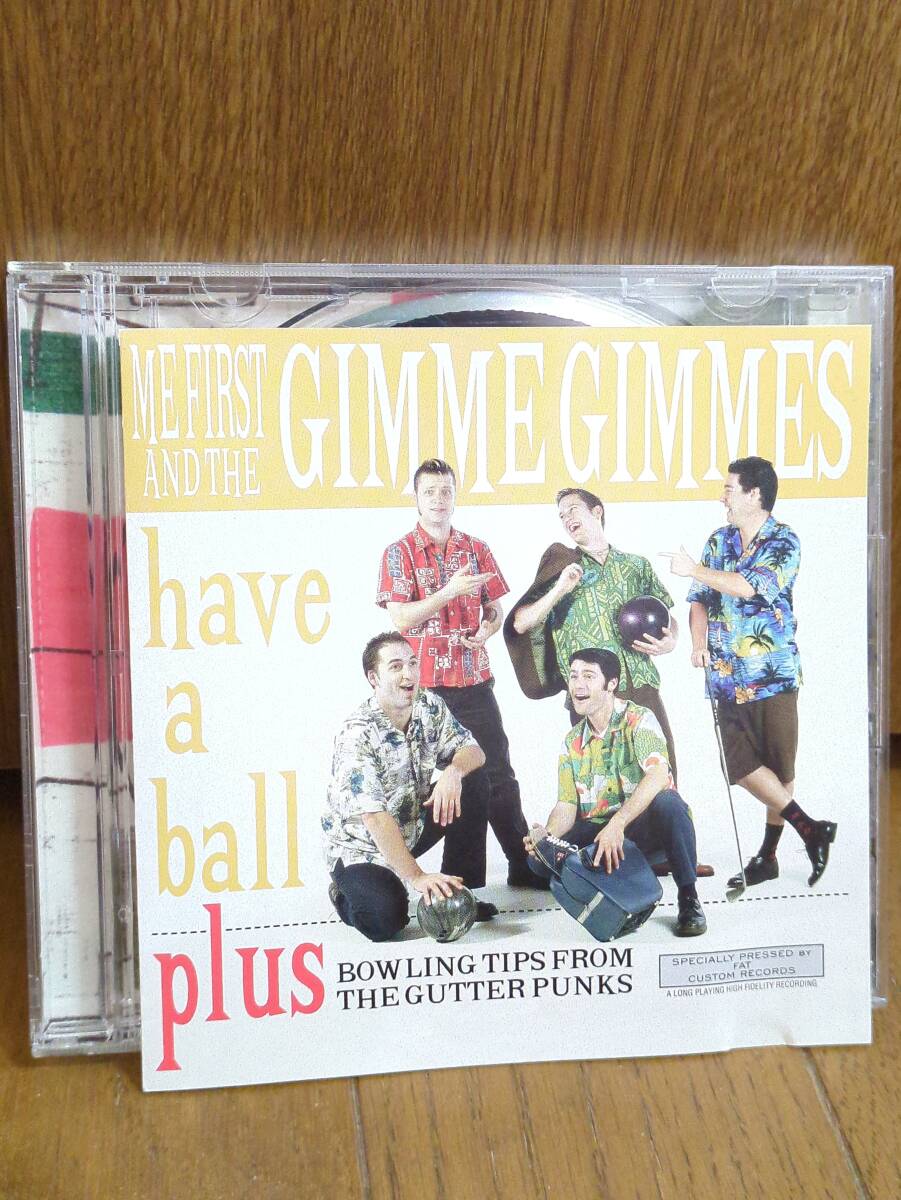 ME FIRST
AND THE
GIMME GIMMES
have
a
ball
plus
BOWLING TIPS FROM
THE GUTTER PUNKS
SPECIALLY PRESSED BY
FAT
CUSTOM RECORDS
A LONG PLAYING HIGH FIDELITY RECORDING.